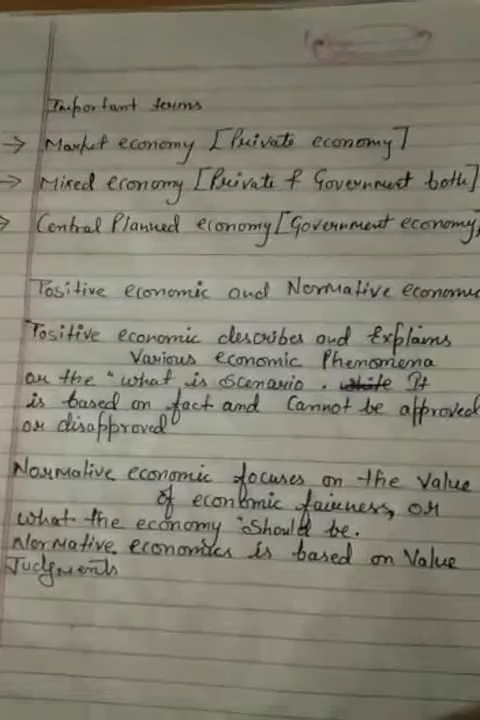 Important terms
→ Market economy [Private economy]
→ Mixed economy [Private & Government both]
→ Central Planned economy [Government economy]
Positive economic and Normative economic
Positive economic describes and Explains
Various economic Phenomena
or the "what is Scenario. It
is based on fact and Cannot be approved
or disapproved
Normative economic focuses on the Value
of economic fairness, or
what the economy "Should be.
Normative economics is based on Value
Judgments